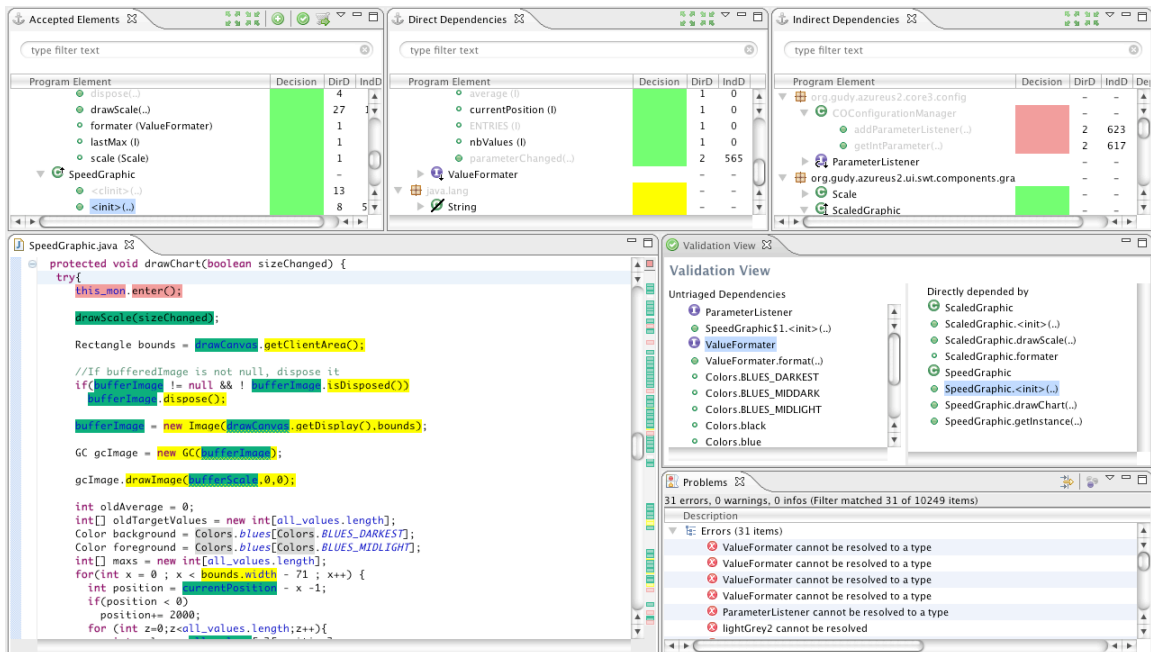 Accepted Elements
type filter text
Program Element Decision DirD IndD
dispose(..) 4
drawScale(..) 27
formater (ValueFormater) 1
lastMax (I) 1
scale (Scale) 1
SpeedGraphic -
<clinit>(..) 13
<init>(..) 8 5
Direct Dependencies
type filter text
Program Element Decision DirD IndD
average (I) 1 0
currentPosition (I) 1 0
ENTRIES (I) 1 0
nbValues (I) 1 0
parameterChanged(..) 2 565
ValueFormater - -
java.lang - -
String - -
Indirect Dependencies
type filter text
Program Element Decision DirD IndD De
org.gudy.azureus2.core3.config - -
COConfigurationManager - -
addParameterListener(..) 2 623
getIntParameter(..) 2 617
ParameterListener - -
org.gudy.azureus2.ui.swt.components.gra - -
Scale - -
ScaledGraphic - -
SpeedGraphic.java
protected void drawChart(boolean sizeChanged) {
try{
this_mon.enter();
drawScale(sizeChanged);
Rectangle bounds = drawCanvas.getClientArea();
//If bufferedImage is not null, dispose it
if(bufferImage != null && ! bufferImage.isDisposed())
bufferImage.dispose();
bufferImage = new Image(drawCanvas.getDisplay(),bounds);
GC gcImage = new GC(bufferImage);
gcImage.drawImage(bufferScale,0,0);
int oldAverage = 0;
int[] oldTargetValues = new int[all_values.length];
Color background = Colors.blues[Colors.BLUES_DARKEST];
Color foreground = Colors.blues[Colors.BLUES_MIDLIGHT];
int[] maxs = new int[all_values.length];
for(int x = 0 ; x < bounds.width - 71 ; x++) {
int position = currentPosition - x -1;
if(position < 0)
position+= 2000;
for (int z=0;z<all_values.length;z++){
Validation View
Validation View
Untriaged Dependencies
ParameterListener
SpeedGraphic$1.<init>(..)
ValueFormater
ValueFormater.format(..)
Colors.BLUES_DARKEST
Colors.BLUES_MIDDARK
Colors.BLUES_MIDLIGHT
Colors.black
Colors.blue
Directly depended by
ScaledGraphic
ScaledGraphic.<init>(..)
ScaledGraphic.drawScale(..)
ScaledGraphic.formater
SpeedGraphic
SpeedGraphic.<init>(..)
SpeedGraphic.drawChart(..)
SpeedGraphic.getInstance(..)
Problems
31 errors, 0 warnings, 0 infos (Filter matched 31 of 10249 items)
Description
Errors (31 items)
ValueFormater cannot be resolved to a type
ValueFormater cannot be resolved to a type
ValueFormater cannot be resolved to a type
ValueFormater cannot be resolved to a type
ParameterListener cannot be resolved to a type
lightGrey2 cannot be resolved